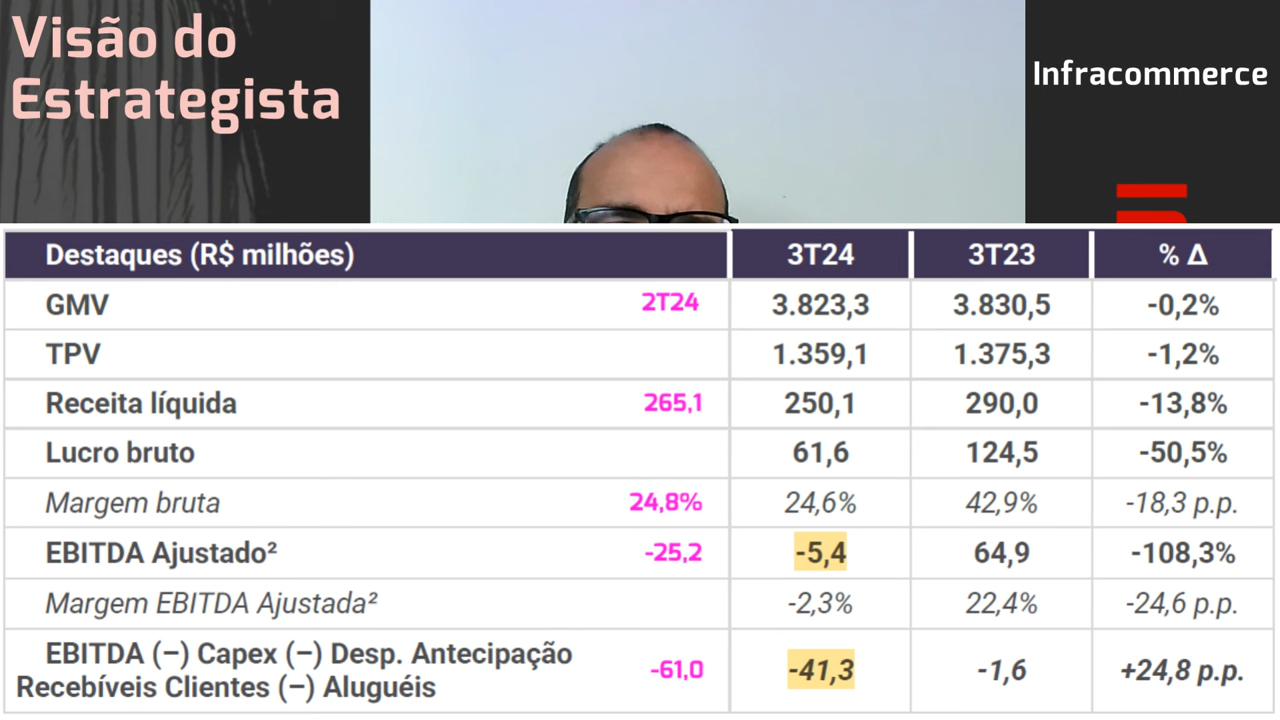 Visão do
Estrategista
Infracommerce
Destaques (R$ milhões) 3T24 3T23 % Δ
GMV 2T24 3.823,3 3.830,5 -0,2%
TPV 1.359,1 1.375,3 -1,2%
Receita líquida 265,1 250,1 290,0 -13,8%
Lucro bruto 61,6 124,5 -50,5%
Margem bruta 24,8% 24,6% 42,9% -18,3 p.p.
EBITDA Ajustado² -25,2 -5,4 64,9 -108,3%
Margem EBITDA Ajustada² -2,3% 22,4% -24,6 p.p.
EBITDA (–) Capex (–) Desp. Antecipação
Recebíveis Clientes (–) Aluguéis -61,0 -41,3 -1,6 +24,8 p.p.